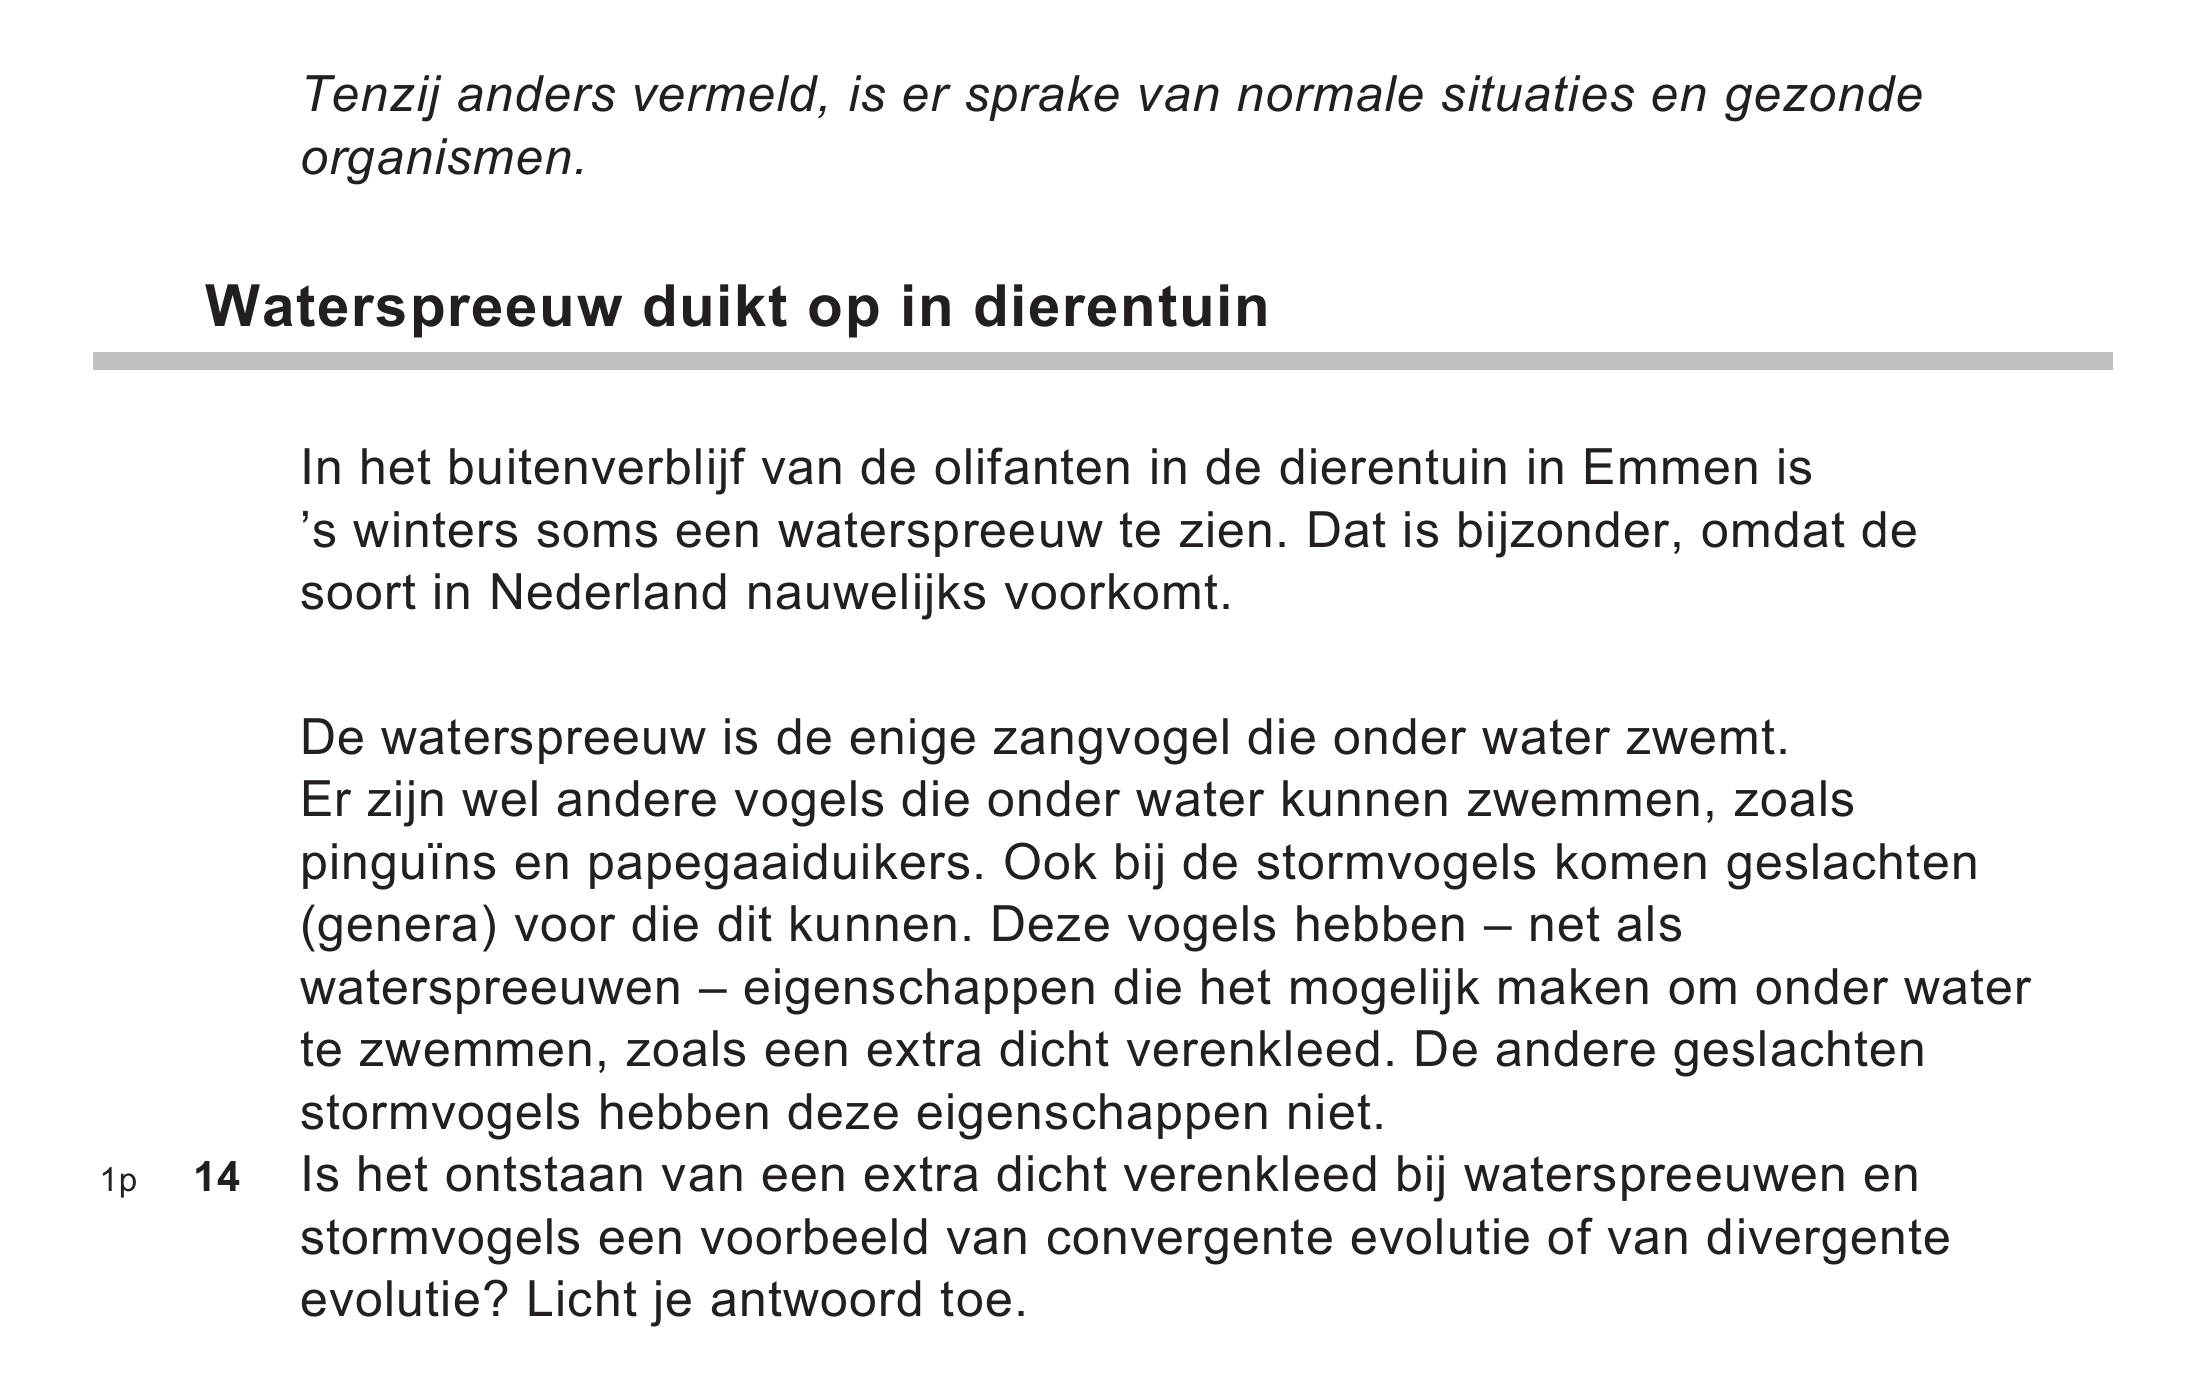 Tenzij anders vermeld, is er sprake van normale situaties en gezonde
organismen.
Waterspreeuw duikt op in dierentuin
In het buitenverblijf van de olifanten in de dierentuin in Emmen is
’s winters soms een waterspreeuw te zien. Dat is bijzonder, omdat de
soort in Nederland nauwelijks voorkomt.
De waterspreeuw is de enige zangvogel die onder water zwemt.
Er zijn wel andere vogels die onder water kunnen zwemmen, zoals
pinguïns en papegaaiduikers. Ook bij de stormvogels komen geslachten
(genera) voor die dit kunnen. Deze vogels hebben – net als
waterspreeuwen – eigenschappen die het mogelijk maken om onder water
te zwemmen, zoals een extra dicht verenkleed. De andere geslachten
stormvogels hebben deze eigenschappen niet.
1p 14 Is het ontstaan van een extra dicht verenkleed bij waterspreeuwen en
stormvogels een voorbeeld van convergente evolutie of van divergente
evolutie? Licht je antwoord toe.